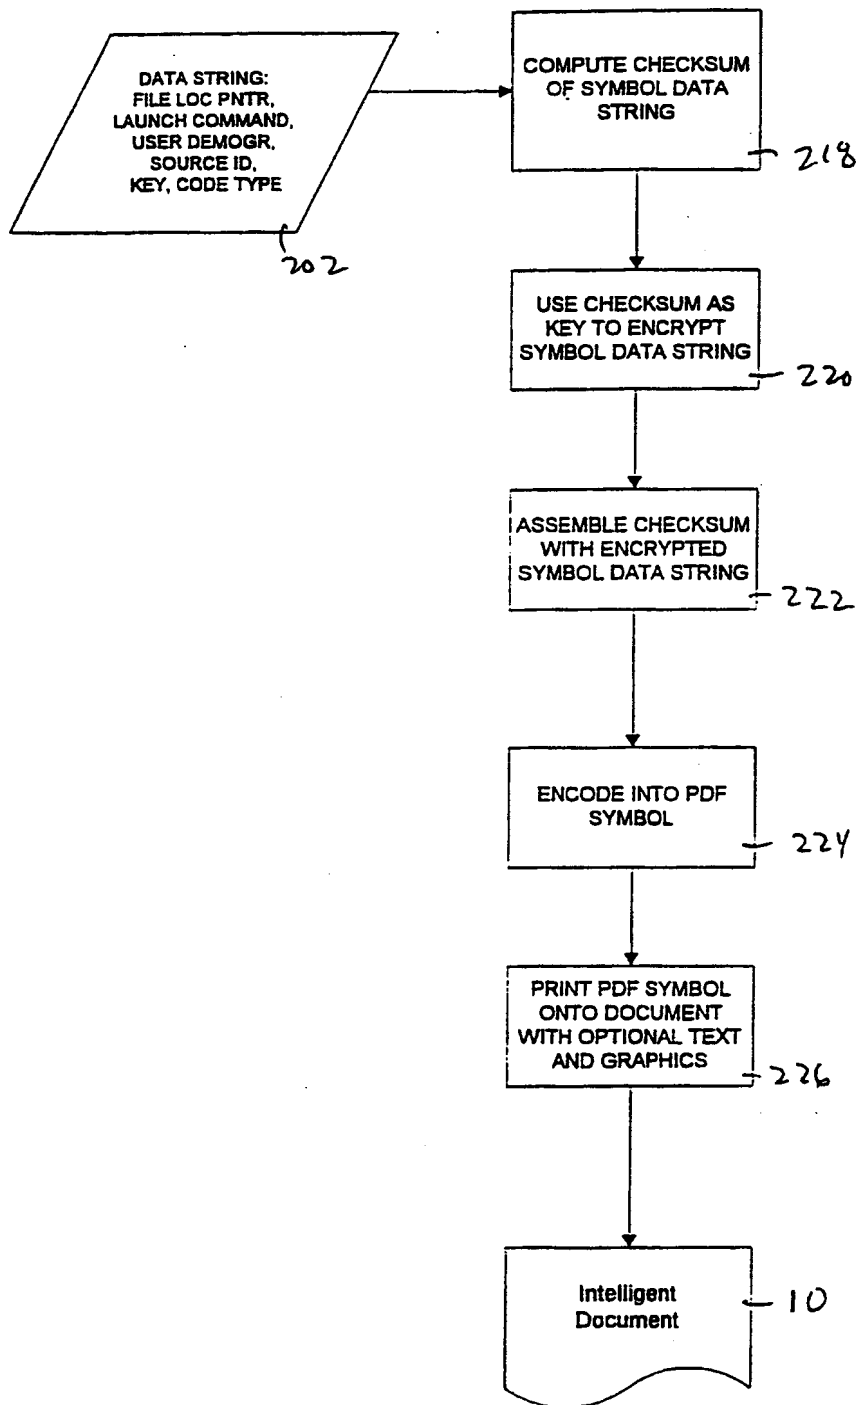 DATA STRING:
FILE LOC PNTR,
LAUNCH COMMAND,
USER DEMOGR,
SOURCE ID,
KEY, CODE TYPE
202
COMPUTE CHECKSUM
OF SYMBOL DATA
STRING
218
USE CHECKSUM AS
KEY TO ENCRYPT
SYMBOL DATA STRING
220
ASSEMBLE CHECKSUM
WITH ENCRYPTED
SYMBOL DATA STRING
222
ENCODE INTO PDF
SYMBOL
224
PRINT PDF SYMBOL
ONTO DOCUMENT
WITH OPTIONAL TEXT
AND GRAPHICS
226
Intelligent
Document
10